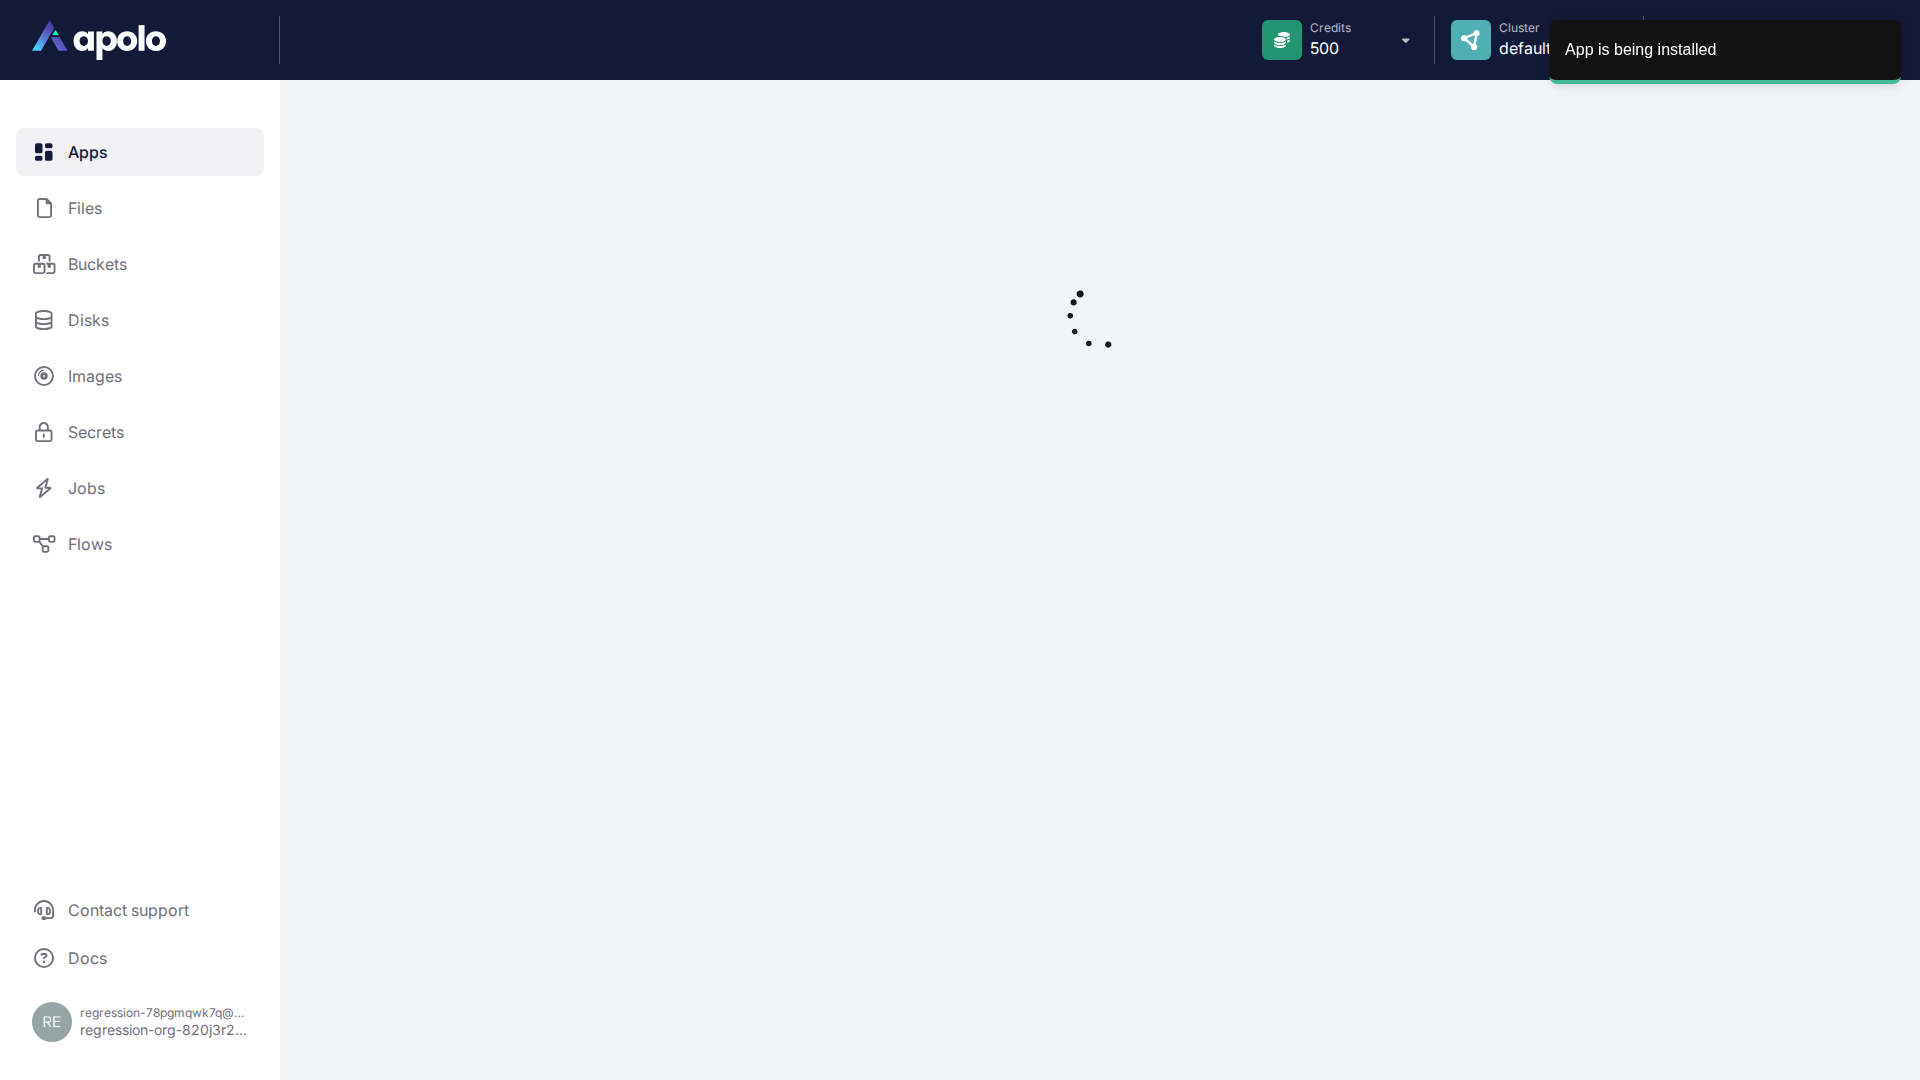 apolo
Credits
500
Cluster
default
App is being installed
Apps
Files
Buckets
Disks
Images
Secrets
Jobs
Flows
Contact support
Docs
RE
regression-78pgmqwk7q@...
regression-org-820j3r2...